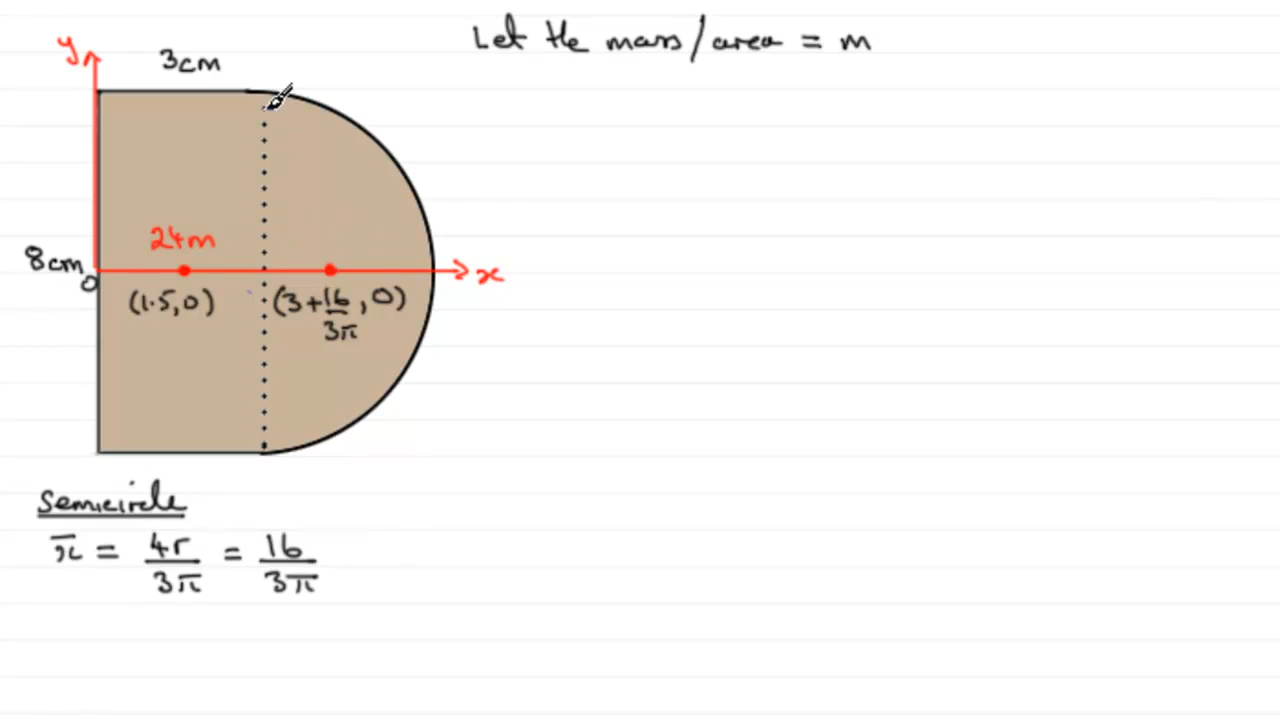 Let the mass/area = m
y
3cm
24m
8cm
0
x
(1.5,0)
(3+16/3π,0)
Semicircle
x̄ = 4r/3π = 16/3π